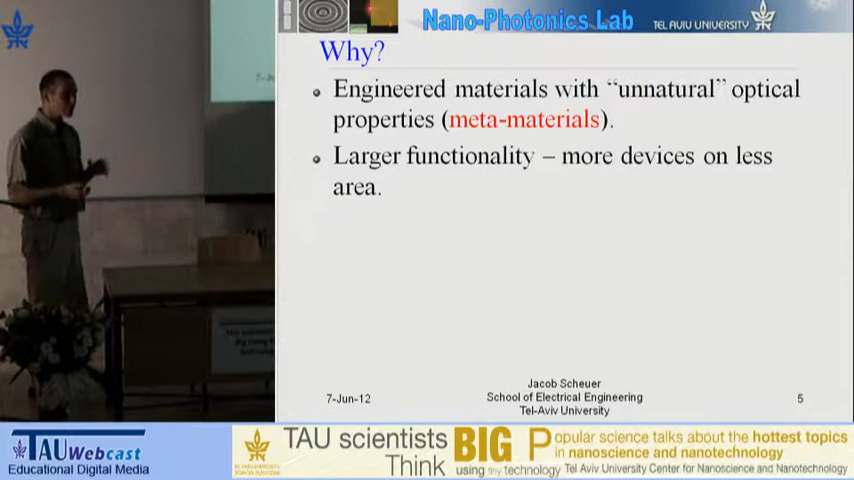 Nano-Photonics Lab
TEL AVIV UNIVERSITY
Why?
Engineered materials with “unnatural” optical
properties (meta-materials).
Larger functionality – more devices on less
area.
7-Jun-12
Jacob Scheuer
School of Electrical Engineering
Tel-Aviv University
5
TAU Webcast
Educational Digital Media
TAU scientists
Think
BIG
using tiny technology
Popular science talks about the hottest topics
in nanoscience and nanotechnology
Tel Aviv University Center for Nanoscience and Nanotechnology